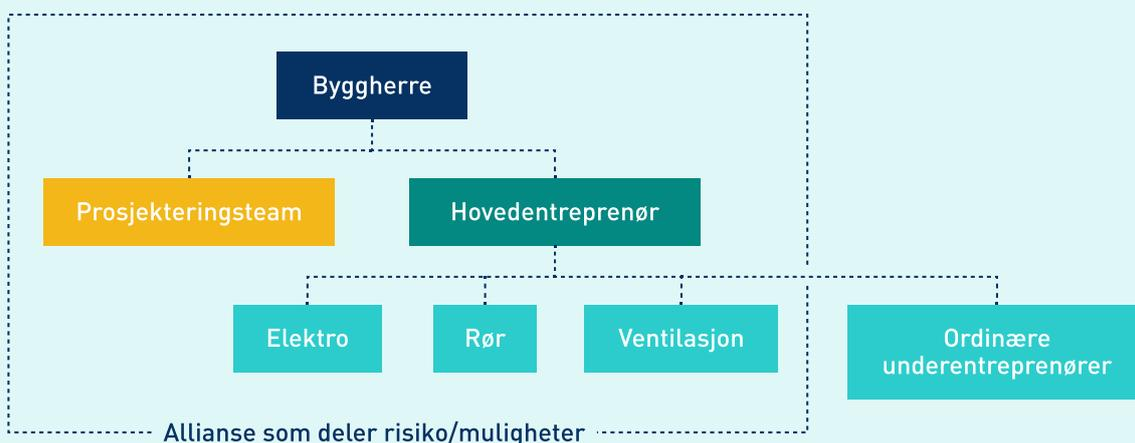 Byggherre
Prosjekteringsteam
Hovedentreprenør
Elektro
Rør
Ventilasjon
Ordinære
underentreprenører
Allianse som deler risiko/muligheter